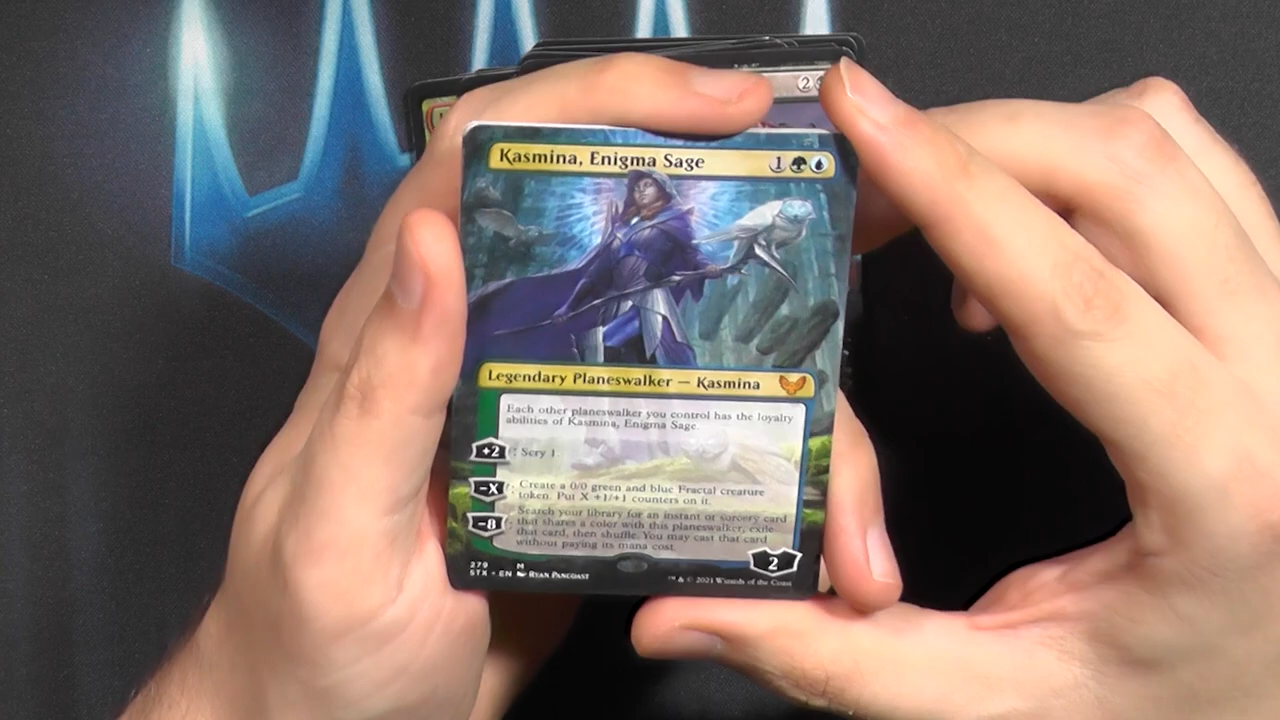 2
Kasmina, Enigma Sage 1
Legendary Planeswalker — Kasmina
Each other planeswalker you control has the loyalty
abilities of Kasmina, Enigma Sage.
+2 : Scry 1.
−X : Create a 0/0 green and blue Fractal creature
token. Put X +1/+1 counters on it.
−8 : Search your library for an instant or sorcery card
that shares a color with this planeswalker, exile
that card, then shuffle. You may cast that card
without paying its mana cost.
2
279 M
STX • EN Ryan Pancoast
™ & © 2021 Wizards of the Coast